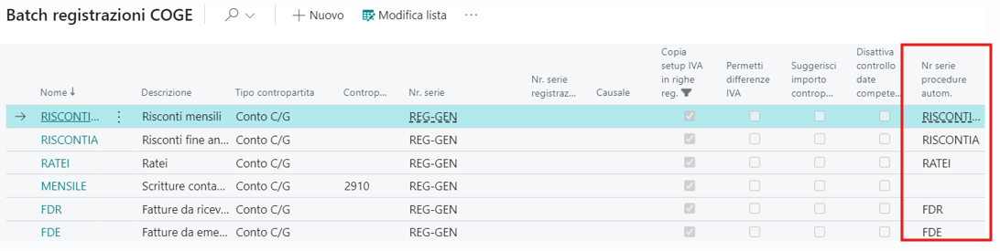 Batch registrazioni COGE
Nuovo
Modifica lista
Nome Descrizione Tipo contropartita Controp... Nr. serie Nr. serie registraz... Causale Copia setup IVA in righe reg. Permetti differenze IVA Suggerisci importo controp... Disattiva controllo date compete... Nr serie procedure autom.
RISCONTI... Risconti mensili Conto C/G REG-GEN RISCONTI...
RISCONTIA Risconti fine an... Conto C/G REG-GEN RISCONTIA
RATEI Ratei Conto C/G REG-GEN RATEI
MENSILE Scritture conta... Conto C/G 2910 REG-GEN
FDR Fatture da ricev... Conto C/G REG-GEN FDR
FDE Fatture da eme... Conto C/G REG-GEN FDE